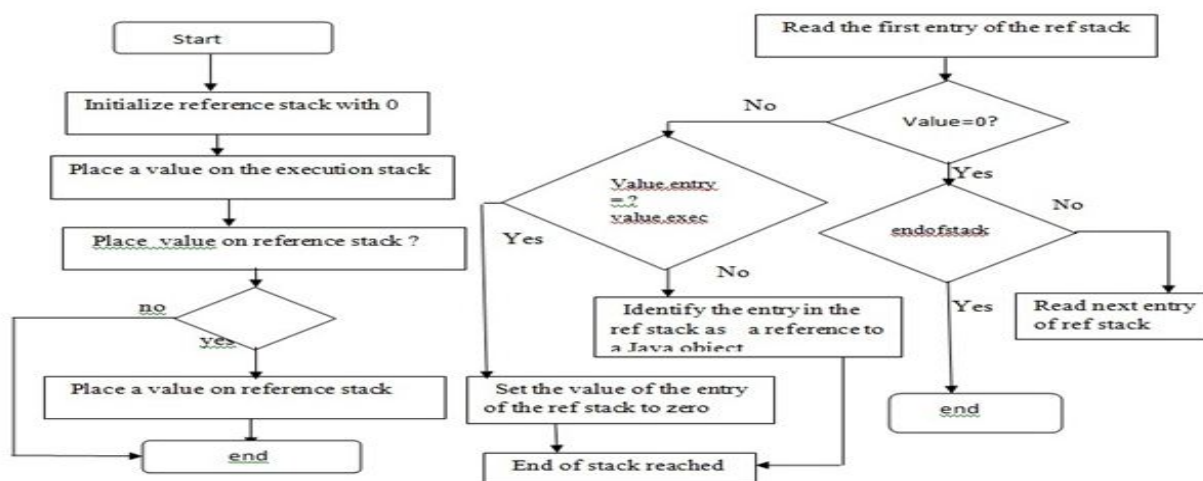 Start
Initialize reference stack with 0
Place a value on the execution stack
Place value on reference stack ?
no
yes
Place a value on reference stack
end
Read the first entry of the ref stack
Value=0?
No
Yes
Value.entry
=?
value.exec
Yes
No
endofstack
No
Yes
Identify the entry in the
ref stack as a reference to
a Java object
Read next entry
of ref stack
Set the value of the entry
of the ref stack to zero
end
End of stack reached